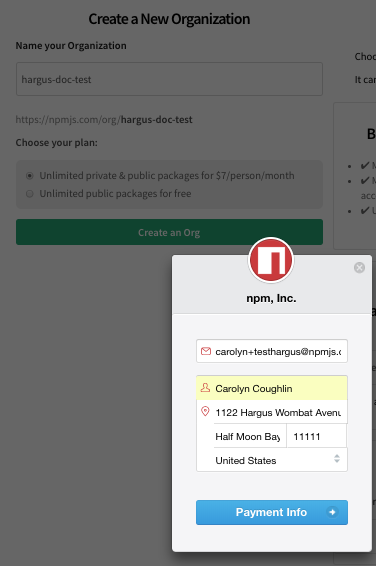 Create a New Organization
Name your Organization
hargus-doc-test
https://npmjs.com/org/hargus-doc-test
Choose your plan:
Unlimited private & public packages for $7/person/month
Unlimited public packages for free
Create an Org
Choo
It car
B
M
M
acc
npm, Inc.
carolyn+testhargus@npmjs.c
Carolyn Coughlin
1122 Hargus Wombat Avenu
Half Moon Bay 11111
United States
Payment Info